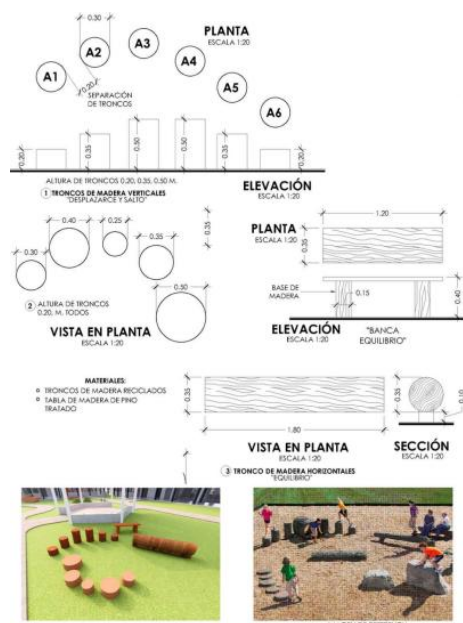 0.30
PLANTA
ESCALA 1:20
A1
A2
A3
A4
A5
A6
0.20
SEPARACIÓN
DE TRONCOS
0.20
0.35
0.50
0.50
0.35
0.20
ALTURA DE TRONCOS 0.20, 0.35, 0.50 M.
1 TRONCOS DE MADERA VERTICALES
"DESPLAZARCE Y SALTO"
ELEVACIÓN
ESCALA 1:20
0.40
0.25
0.35
0.30
0.35
0.50
2 ALTURA DE TRONCOS
0.20, M. TODOS
VISTA EN PLANTA
ESCALA 1:20
PLANTA
ESCALA 1:20
1.20
0.35
BASE DE
MADERA
0.15
0.40
ELEVACIÓN
ESCALA 1:20
"BANCA
EQUILIBRIO"
MATERIALES:
TRONCOS DE MADERA RECICLADOS
TABLA DE MADERA DE PINO
TRATADO
0.35
1.80
0.35
0.10
VISTA EN PLANTA
ESCALA 1:20
SECCIÓN
ESCALA 1:20
3 TRONCO DE MADERA HORIZONTALES
"EQUILIBRIO"